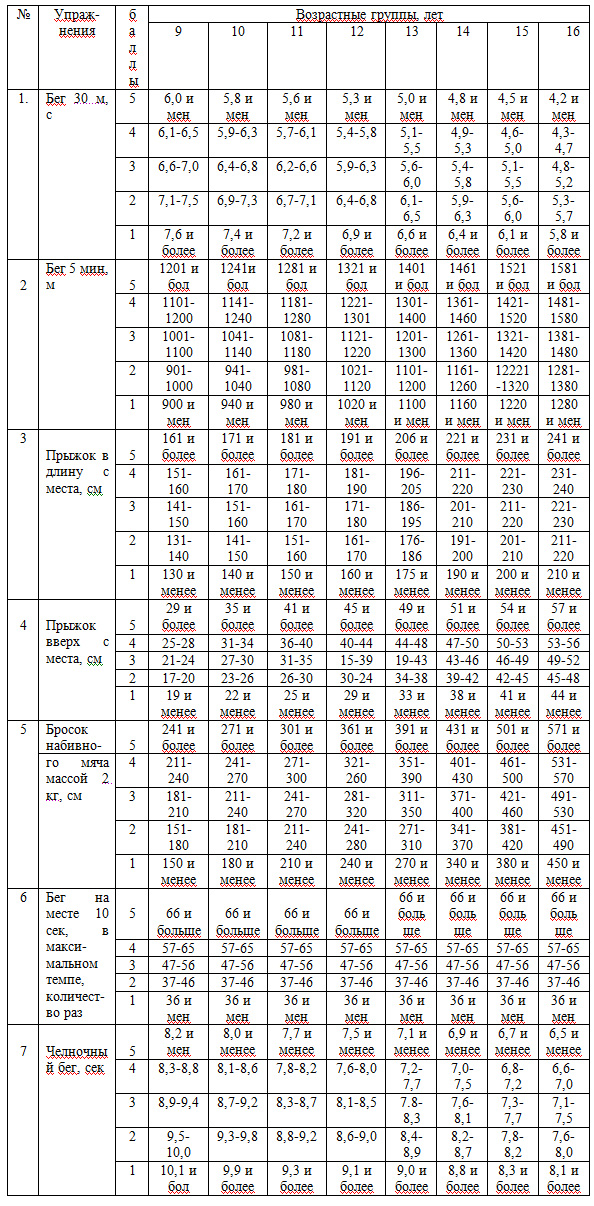 № Упраж- нения баллы Возрастные группы, лет
9 10 11 12 13 14 15 16
1. Бег 30 м, с
5 6,0 и мен 5,8 и мен 5,6 и мен 5,3 и мен 5,0 и мен 4,8 и мен 4,5 и мен 4,2 и мен
4 6,1-6,5 5,9-6,3 5,7-6,1 5,4-5,8 5,1-5,5 4,9-5,3 4,6-5,0 4,3-4,7
3 6,6-7,0 6,4-6,8 6,2-6,6 5,9-6,3 5,6-6,0 5,4-5,8 5,1-5,5 4,8-5,2
2 7,1-7,5 6,9-7,3 6,7-7,1 6,4-6,8 6,1-6,5 5,9-6,3 5,6-6,0 5,3-5,7
1 7,6 и более 7,4 и более 7,2 и более 6,9 и более 6,6 и более 6,4 и более 6,1 и более 5,8 и более
2 Бег 5 мин, м
5 1201 и бол 1241и бол 1281 и бол 1321 и бол 1401 и бол 1461 и бол 1521 и бол 1581 и бол
4 1101-1200 1141-1240 1181-1280 1221-1301 1301-1400 1361-1460 1421-1520 1481-1580
3 1001-1100 1041-1140 1081-1180 1121-1220 1201-1300 1261-1360 1321-1420 1381-1480
2 901-1000 941-1040 981-1080 1021-1120 1101-1200 1161-1260 12221-1320 1281-1380
1 900 и мен 940 и мен 980 и мен 1020 и мен 1100 и мен 1160 и мен 1220 и мен 1280 и мен
3 Прыжок в длину с места, см
5 161 и более 171 и более 181 и более 191 и более 206 и более 221 и более 231 и более 241 и более
4 151-160 161-170 171-180 181-190 196-205 211-220 221-230 231-240
3 141-150 151-160 161-170 171-180 186-195 201-210 211-220 221-230
2 131-140 141-150 151-160 161-170 176-186 191-200 201-210 211-220
1 130 и менее 140 и менее 150 и менее 160 и менее 175 и менее 190 и менее 200 и менее 210 и менее
4 Прыжок вверх с места, см
5 29 и более 35 и более 41 и более 45 и более 49 и более 51 и более 54 и более 57 и более
4 25-28 31-34 36-40 40-44 44-48 47-50 50-53 53-56
3 21-24 27-30 31-35 15-39 19-43 43-46 46-49 49-52
2 17-20 23-26 26-30 30-24 34-38 39-42 42-45 45-48
1 19 и менее 22 и менее 25 и менее 29 и менее 33 и менее 38 и менее 41 и менее 44 и менее
5 Бросок набивно- го мяча массой 2 кг, см
5 241 и более 271 и более 301 и более 361 и более 391 и более 431 и более 501 и более 571 и более
4 211-240 241-270 271-300 321-260 351-390 401-430 461-500 531-570
3 181-210 211-240 241-270 281-320 311-350 371-400 421-460 491-530
2 151-180 181-210 211-240 241-280 271-310 341-370 381-420 451-490
1 150 и менее 180 и менее 210 и менее 240 и менее 270 и менее 340 и менее 380 и менее 450 и менее
6 Бег на месте 10 сек, в макси- мальном темпе, количест- во раз
5 66 и больше 66 и больше 66 и больше 66 и больше 66 и боль ше 66 и боль ше 66 и боль ше 66 и боль ше
4 57-65 57-65 57-65 57-65 57-65 57-65 57-65 57-65
3 47-56 47-56 47-56 47-56 47-56 47-56 47-56 47-56
2 37-46 37-46 37-46 37-46 37-46 37-46 37-46 37-46
1 36 и мен 36 и мен 36 и мен 36 и мен 36 и мен 36 и мен 36 и мен 36 и мен
7 Челночны й бег, сек
5 8,2 и мен 8,0 и менее 7,7 и менее 7,5 и менее 7,1 и менее 6,9 и менее 6,7 и менее 6,5 и менее
4 8,3-8,8 8,1-8,6 7,8-8,2 7,6-8,0 7,2-7,7 7,0-7,5 6,8-7,2 6,6-7,0
3 8,9-9,4 8,7-9,2 8,3-8,7 8,1-8,5 7.8-8,3 7,6-8,1 7,3-7,7 7,1-7,5
2 9,5-10,0 9,3-9,8 8,8-9,2 8,6-9,0 8,4-8,9 8,2-8,7 7,8-8,2 7,6-8,0
1 10,1 и бол 9,9 и более 9,3 и более 9,1 и более 9,0 и более 8,8 и более 8,3 и более 8,1 и более